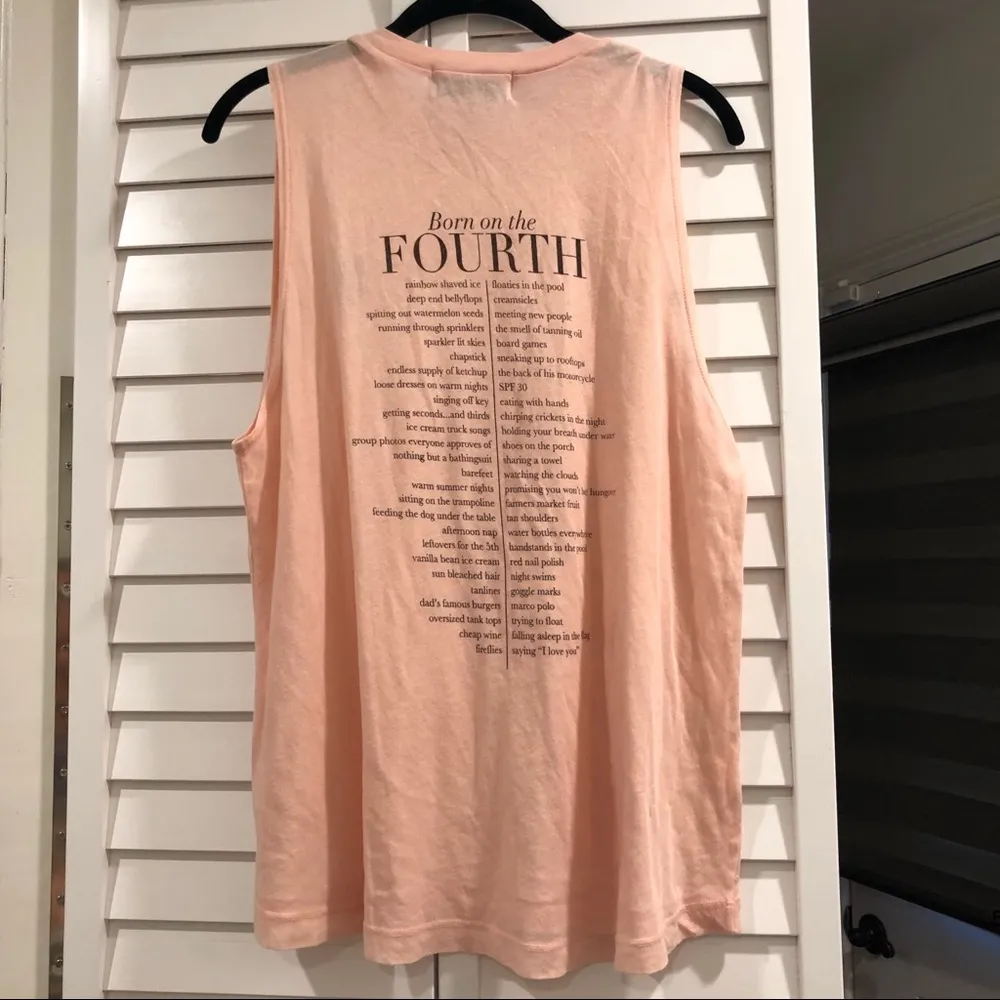 Born on the
FOURTH
rainbow shaved ice
deep end bellyflops
spitting out watermelon seeds
running through sprinklers
sparkler lit skies
chapstick
endless supply of ketchup
loose dresses on warm nights
singing off key
getting seconds...and thirds
ice cream truck songs
group photos everyone approves of
nothing but a bathingsuit
barefeet
warm summer nights
sitting on the trampoline
feeding the dog under the table
afternoon nap
leftovers for the 5th
vanilla bean ice cream
sun bleached hair
tanlines
dad's famous burgers
oversized tank tops
cheap wine
fireflies
floaties in the pool
creamsicles
meeting new people
the smell of tanning oil
board games
sneaking up to rooftops
the back of his motorcycle
SPF 30
eating with hands
chirping crickets in the night
holding your breath under water
shoes on the porch
sharing a towel
watching the clouds
promising you won't be hungover
farmers market fruit
tan shoulders
water bottles everywhere
handstands in the pool
red nail polish
night swims
goggle marks
marco polo
trying to float
falling asleep in the
saying "I love you"